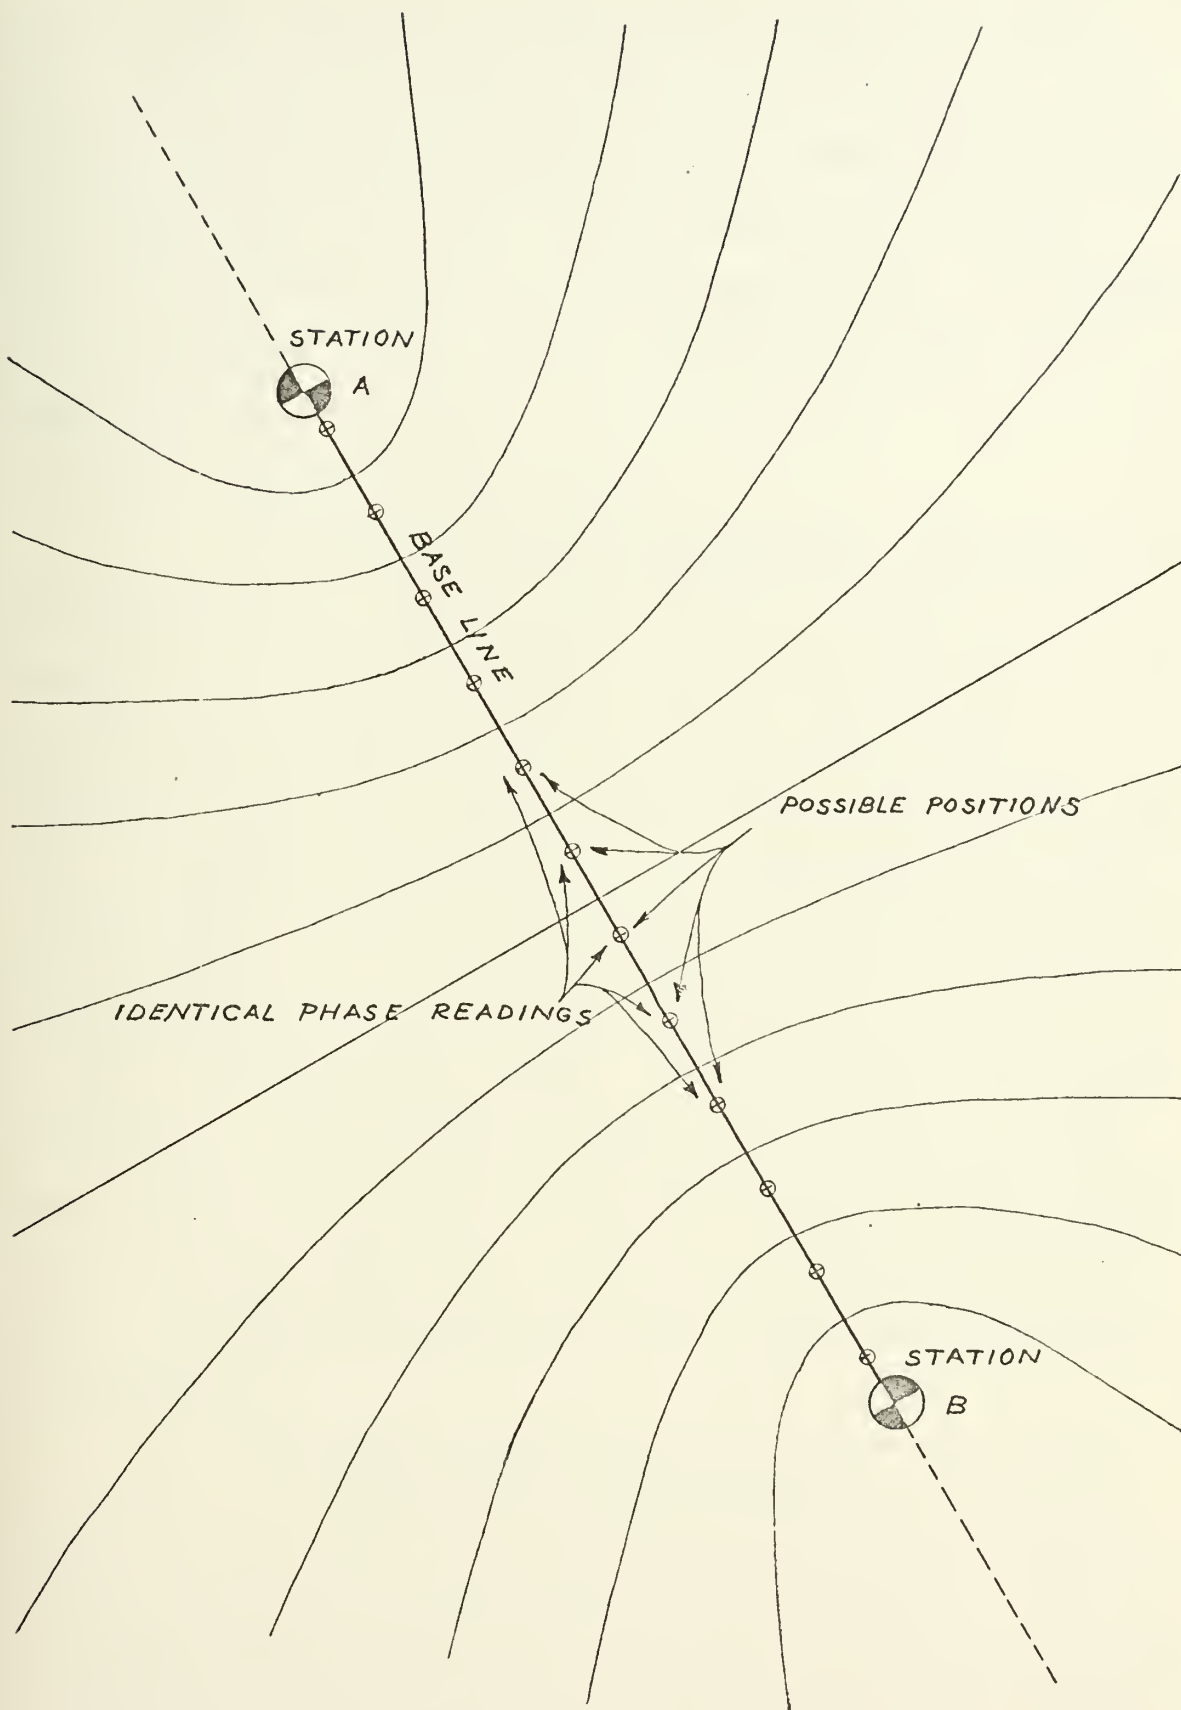 STATION
A
BASE LINE
POSSIBLE POSITIONS
IDENTICAL PHASE READINGS
STATION
B